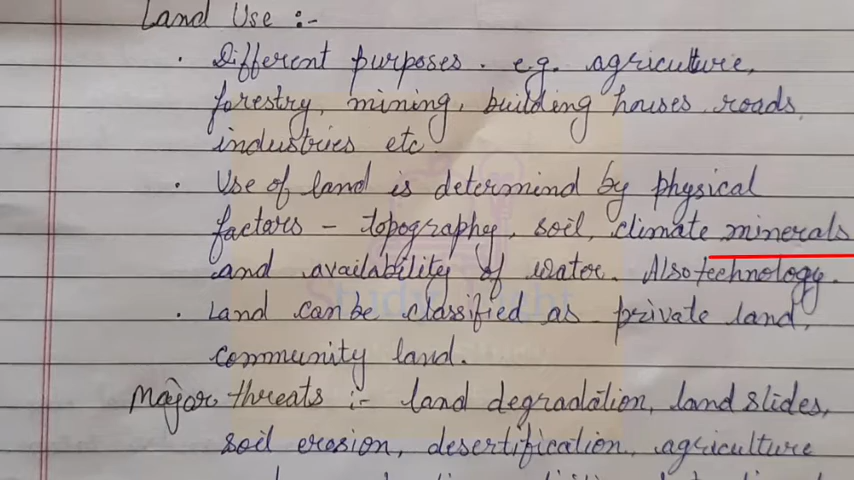 Land Use :-
• Different purposes. e.g. agriculture,
forestry, mining, building houses roads,
industries etc.
• Use of land is determind by physical
factors - topography, soil, climate minerals
and availability of water. Also technology.
• Land can be classified as private land,
community land.
Major threats :- land degradation, land slides,
soil erosion, desertification, agriculture